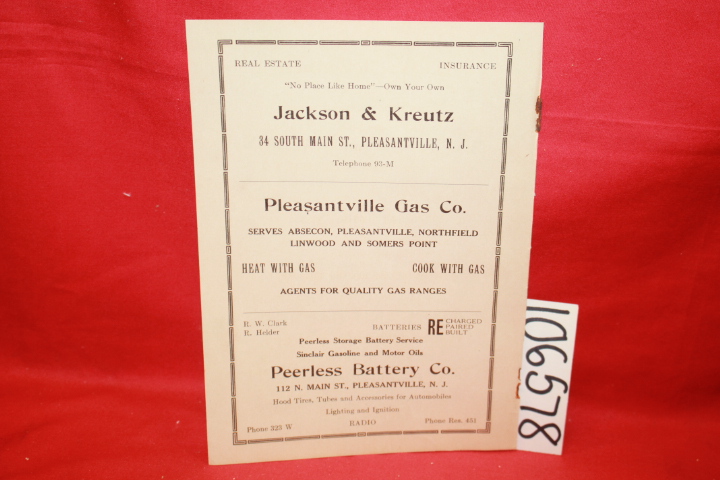 REAL ESTATE INSURANCE
"No Place Like Home"—Own Your Own
Jackson & Kreutz
34 SOUTH MAIN ST., PLEASANTVILLE, N. J.
Telephone 93-M
Pleasantville Gas Co.
SERVES ABSECON, PLEASANTVILLE, NORTHFIELD
LINWOOD AND SOMERS POINT
HEAT WITH GAS COOK WITH GAS
AGENTS FOR QUALITY GAS RANGES
R. W. Clark
R. Holder
BATTERIES RE CHARGED
PAIRED
BUILT
Peerless Storage Battery Service
Sinclair Gasoline and Motor Oils
Peerless Battery Co.
112 N. MAIN ST., PLEASANTVILLE, N. J.
Hood Tires, Tubes and Accessories for Automobiles
Lighting and Ignition
Phone 325 W RADIO Phone Res. 451
106578